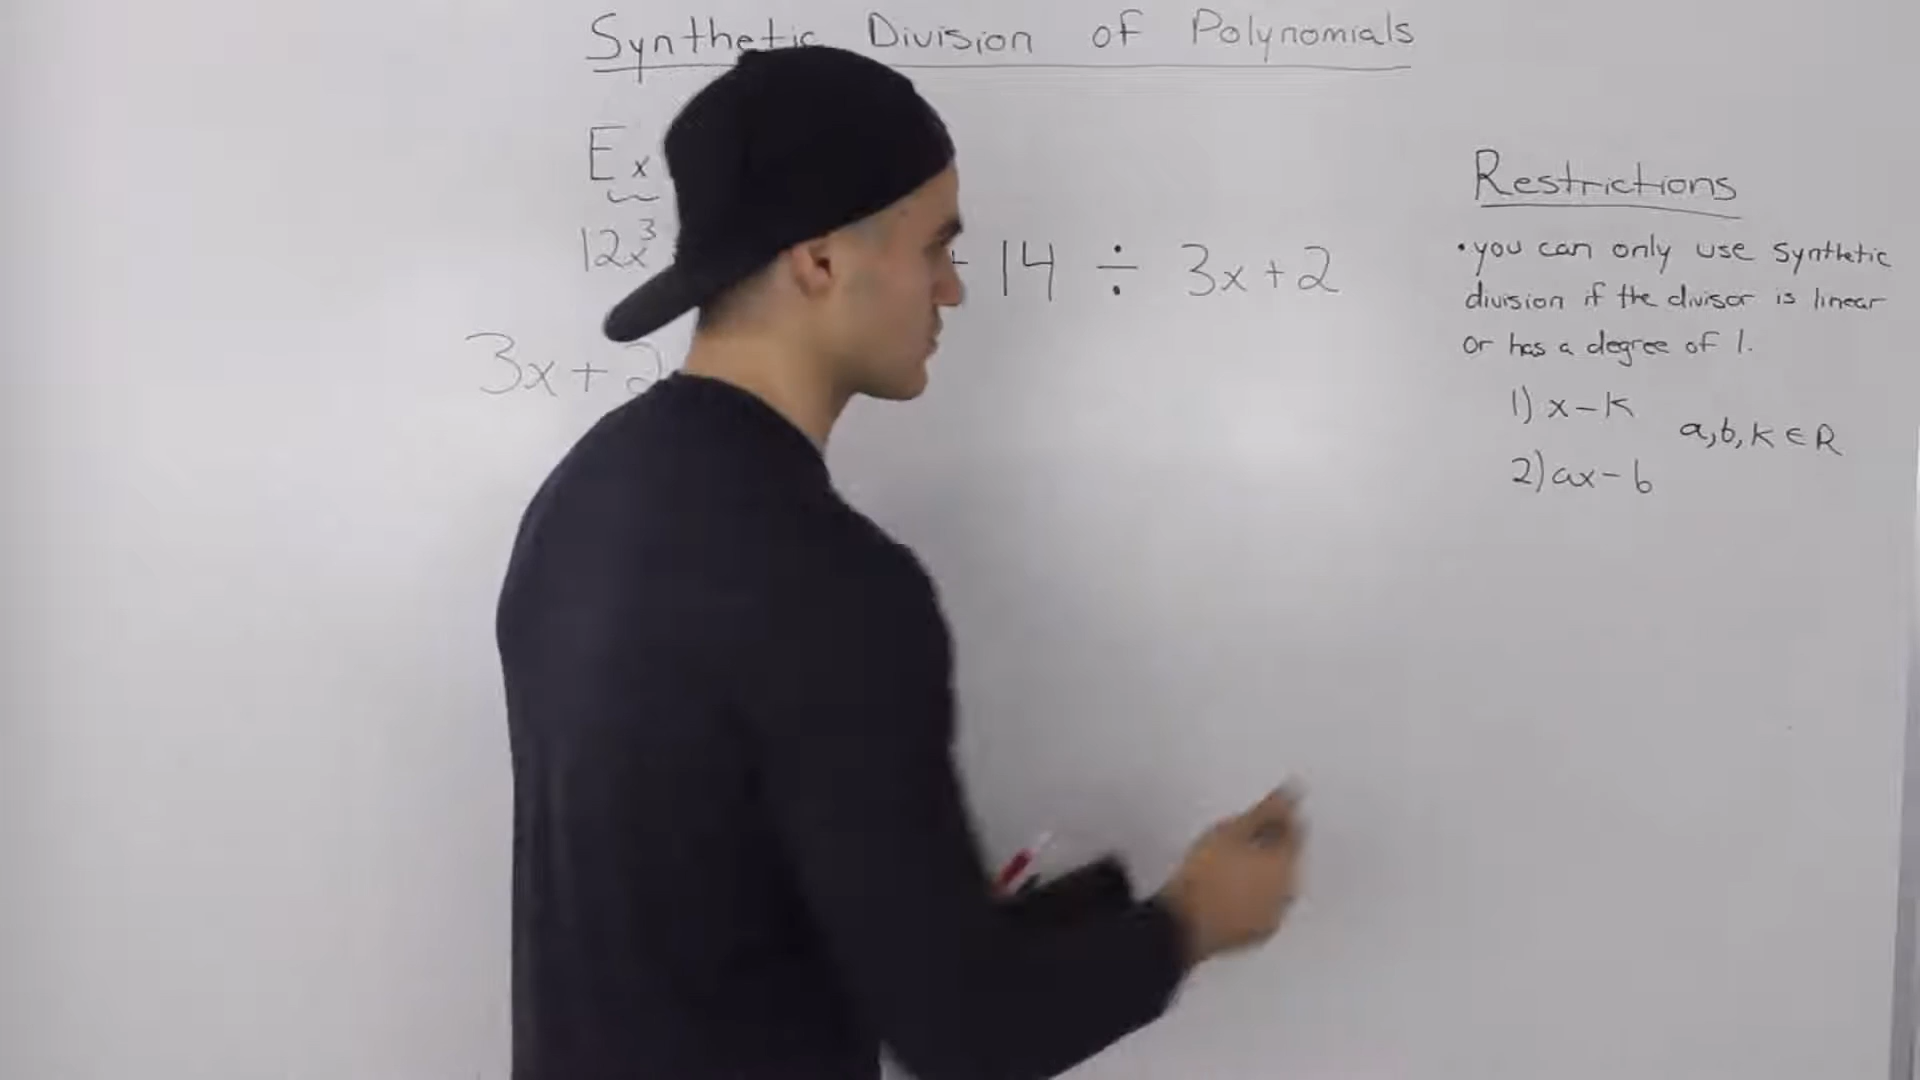 Synthetic Division of Polynomials
Ex
12x³ + 14 ÷ 3x+2
3x+2
Restrictions
• you can only use synthetic
division if the divisor is linear
or has a degree of 1.
1) x-k
a,b,k ∈ R
2) ax-b